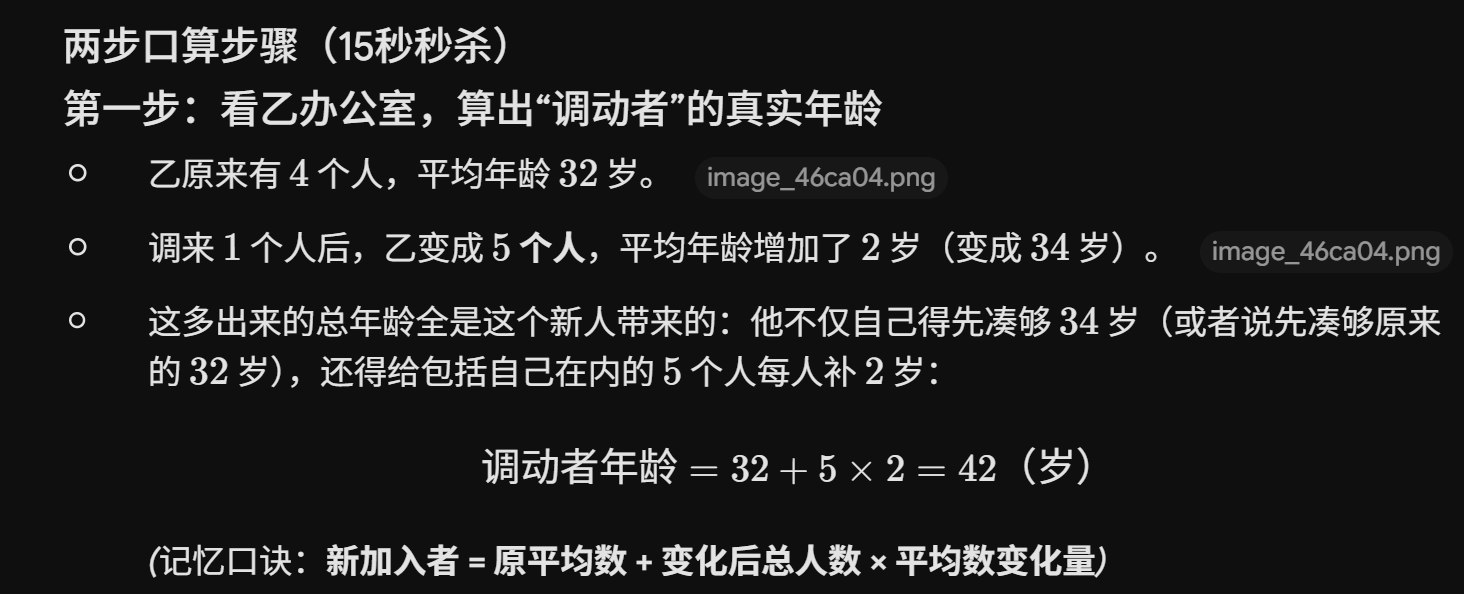 两步口算步骤（15秒秒杀）
第一步：看乙办公室，算出“调动者”的真实年龄
乙原来有 4 个人，平均年龄 32 岁。 image_46ca04.png
调来 1 个人后，乙变成 5 个人，平均年龄增加了 2 岁（变成 34 岁）。 image_46ca04.png
这多出来的总年龄全是这个新人带来的：他不仅自己得先凑够 34 岁（或者说先凑够原来
的 32 岁），还得给包括自己在内的 5 个人每人补 2 岁：
调动者年龄 = 32 + 5 × 2 = 42（岁）
(记忆口诀：新加入者 = 原平均数 + 变化后总人数 × 平均数变化量)